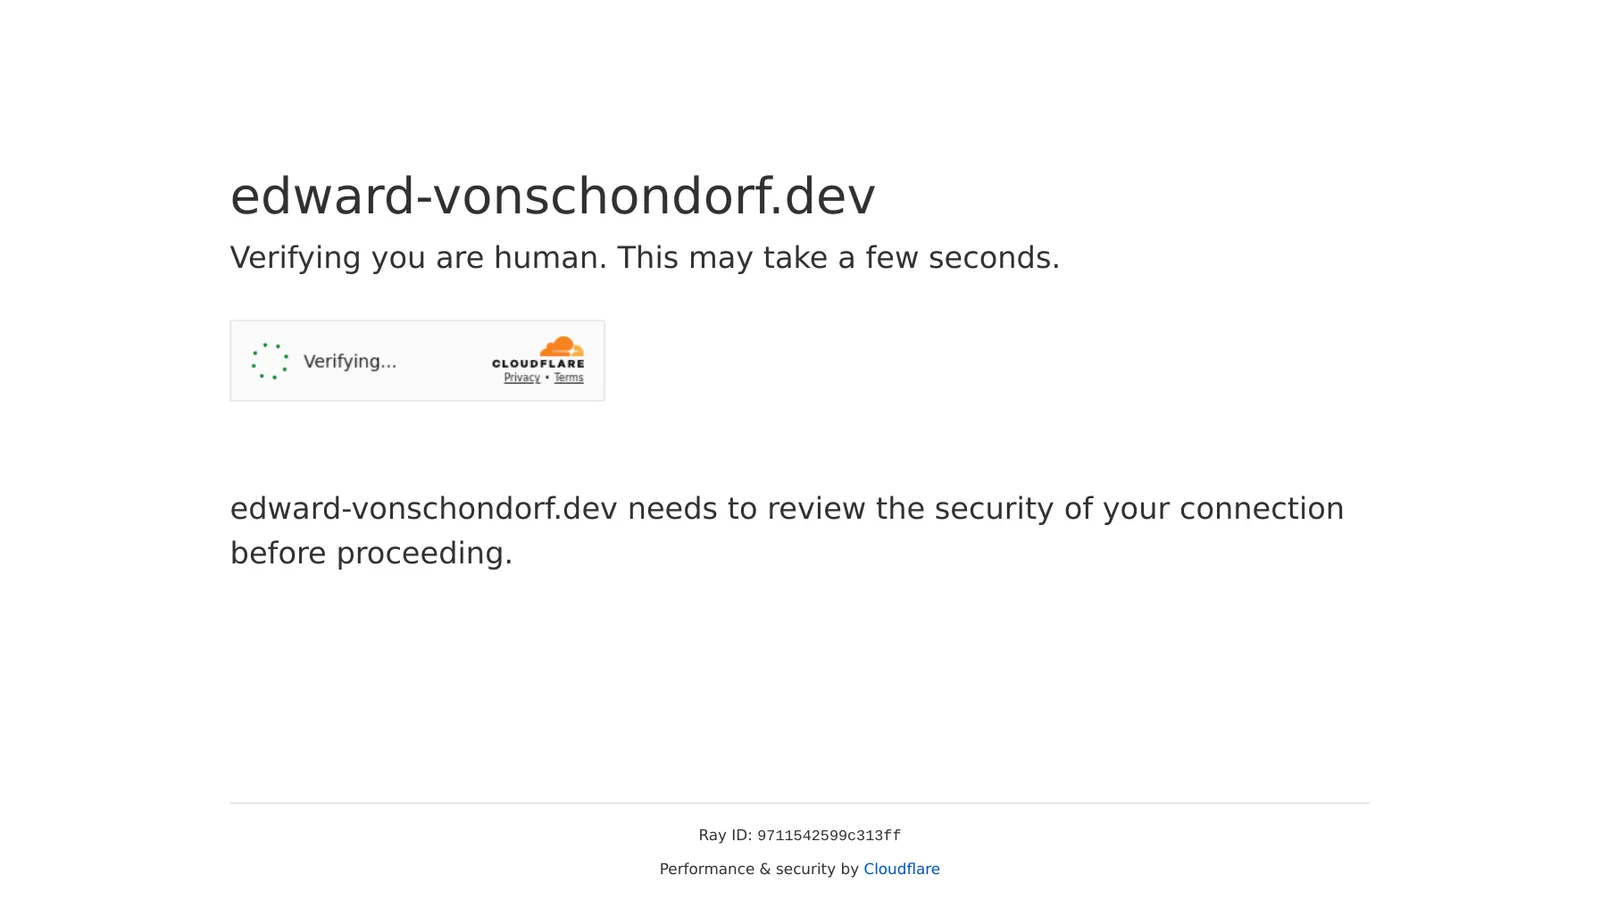 edward-vonschondorf.dev
Verifying you are human. This may take a few seconds.
Verifying...
CLOUDFLARE
Privacy • Terms
edward-vonschondorf.dev needs to review the security of your connection
before proceeding.
Ray ID: 9711542599c313ff
Performance & security by Cloudflare